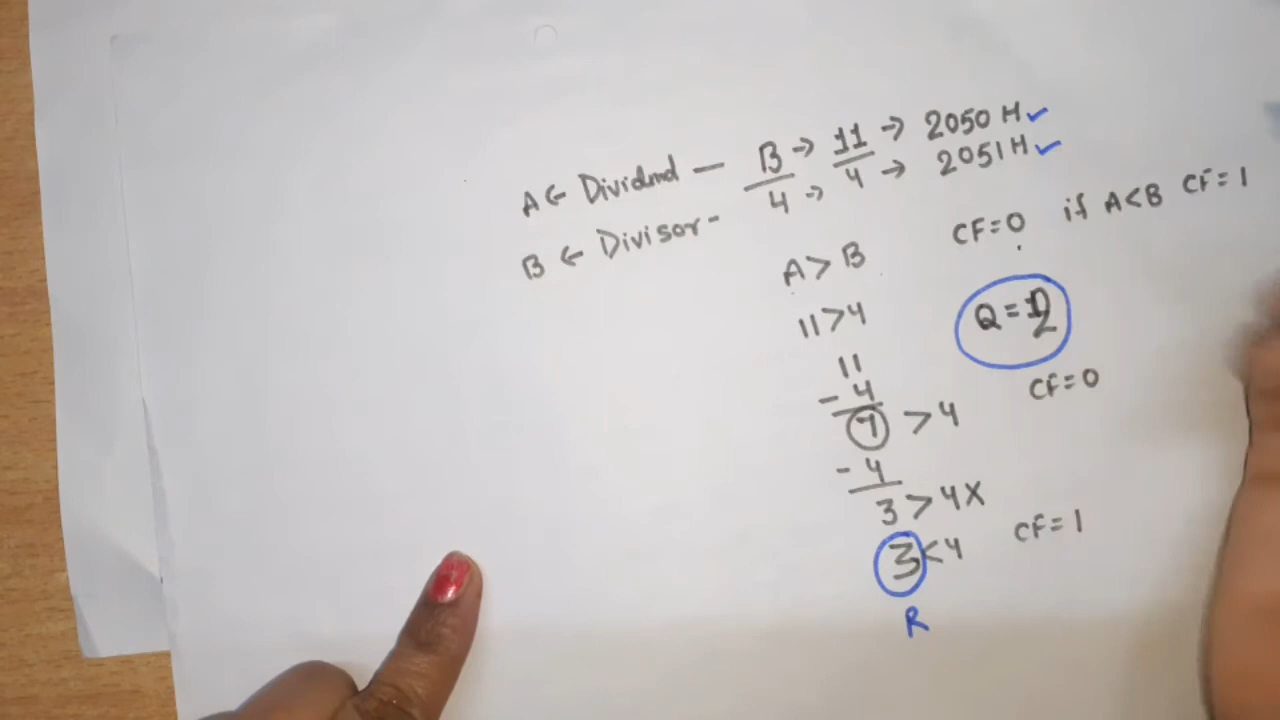 A ← Dividend — B/4 → 11/4 → 2050 H ✓
→ 2051 H ✓
B ← Divisor -
A > B CF=0 if A<B CF=1
11 > 4 Q = 2
11
- 4 CF=0
7 > 4
- 4
3 > 4 X
3 < 4 CF=1
R